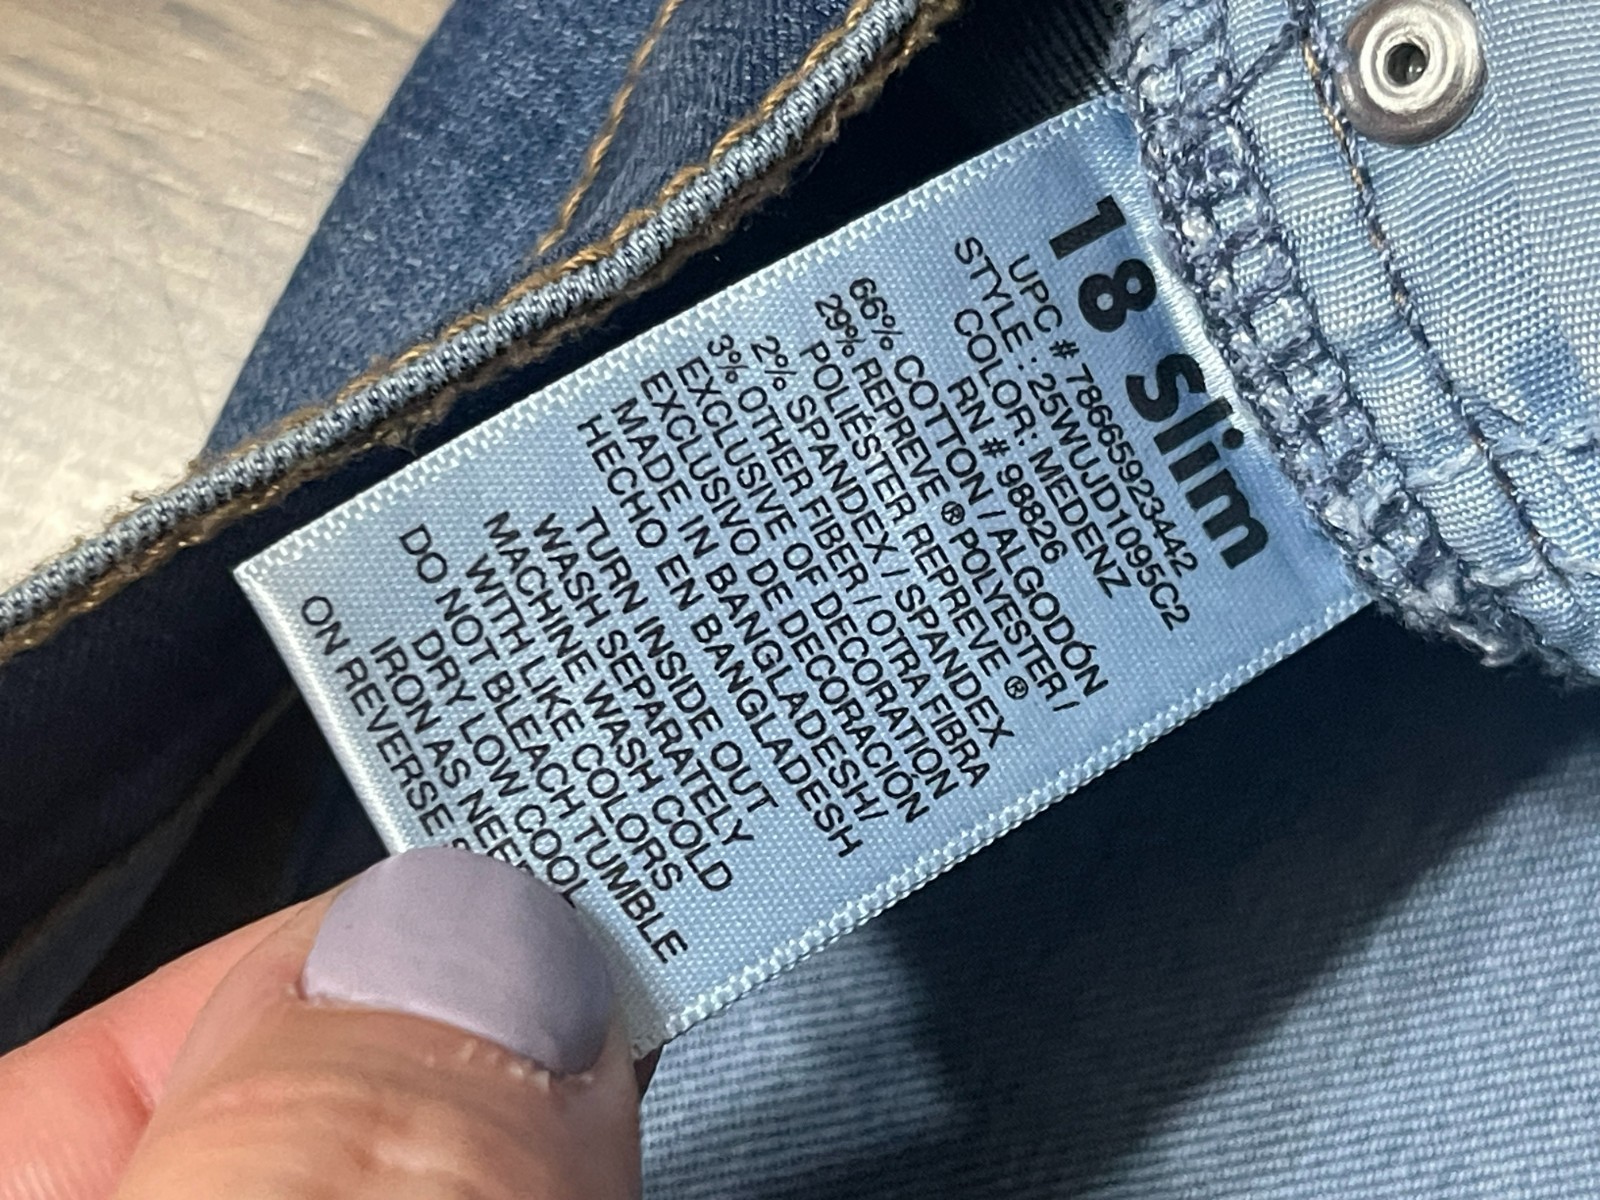 18 Slim
UPC # 786659234​42
STYLE : 25WUJD1095C2
COLOR: MEDENZ
RN # 98826
66% COTTON / ALGODÓN
29% REPREVE ® POLYESTER /
POLIÉSTER REPREVE ®
2% SPANDEX / SPANDEX
3% OTHER FIBER / OTRA FIBRA
EXCLUSIVE OF DECORATION
EXCLUSIVO DE DECORACIÓN
MADE IN BANGLADESH/
HECHO EN BANGLADESH
TURN INSIDE OUT
WASH SEPARATELY
MACHINE WASH COLD
WITH LIKE COLORS
DO NOT BLEACH TUMBLE
DRY LOW COOL
IRON AS
ON REVERSE